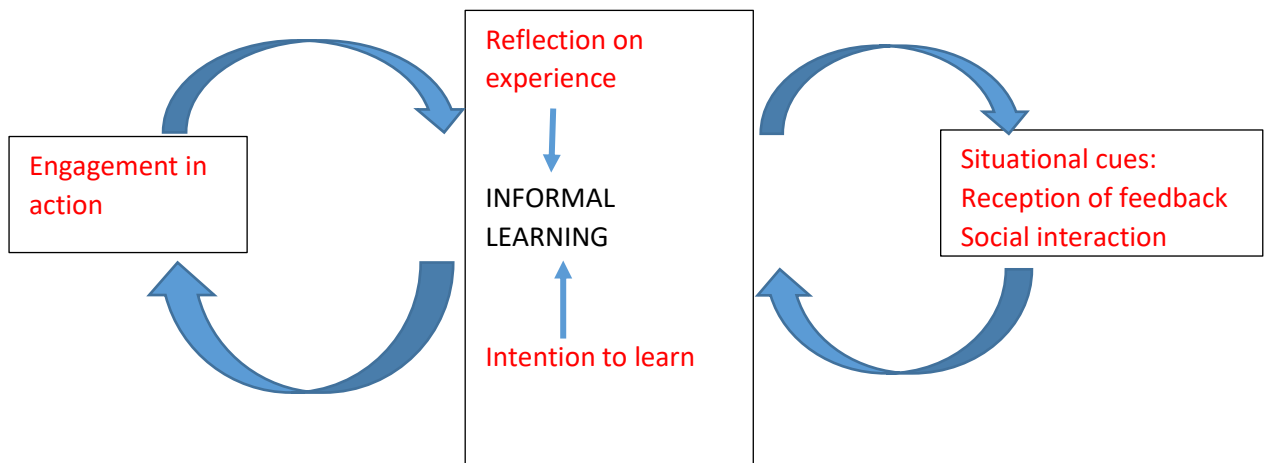 Engagement in
action
Reflection on
experience
INFORMAL
LEARNING
Intention to learn
Situational cues:
Reception of feedback
Social interaction